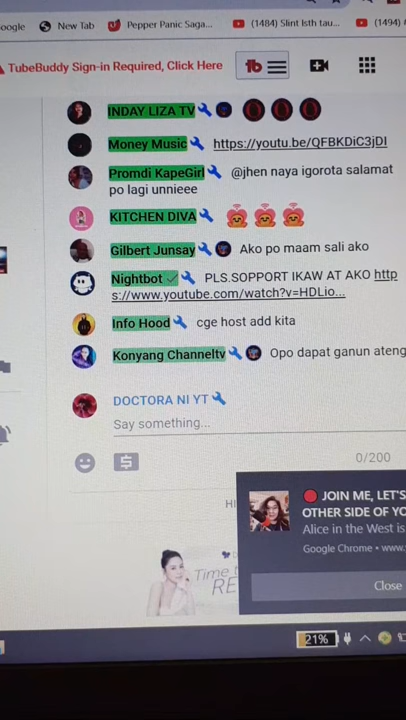 oogle New Tab Pepper Panic Saga... (1484) Slint Isth tau... (1494)
TubeBuddy Sign-in Required, Click Here tb
INDAY LIZA TV
Money Music https://youtu.be/QFBKDiC3jDI
Promdi KapeGirl @jhen naya igorota salamat
po lagi unnieee
KITCHEN DIVA
Gilbert Junsay Ako po maam sali ako
Nightbot PLS.SOPPORT IKAW AT AKO http
s://www.youtube.com/watch?v=HDLio...
Info Hood cge host add kita
Konyang Channeltv Opo dapat ganun ateng
DOCTORA NI YT
Say something...
0/200
HI
JOIN ME, LET'S
OTHER SIDE OF YO
Alice in the West is
Google Chrome • www.
Time t
RE
Close
21%